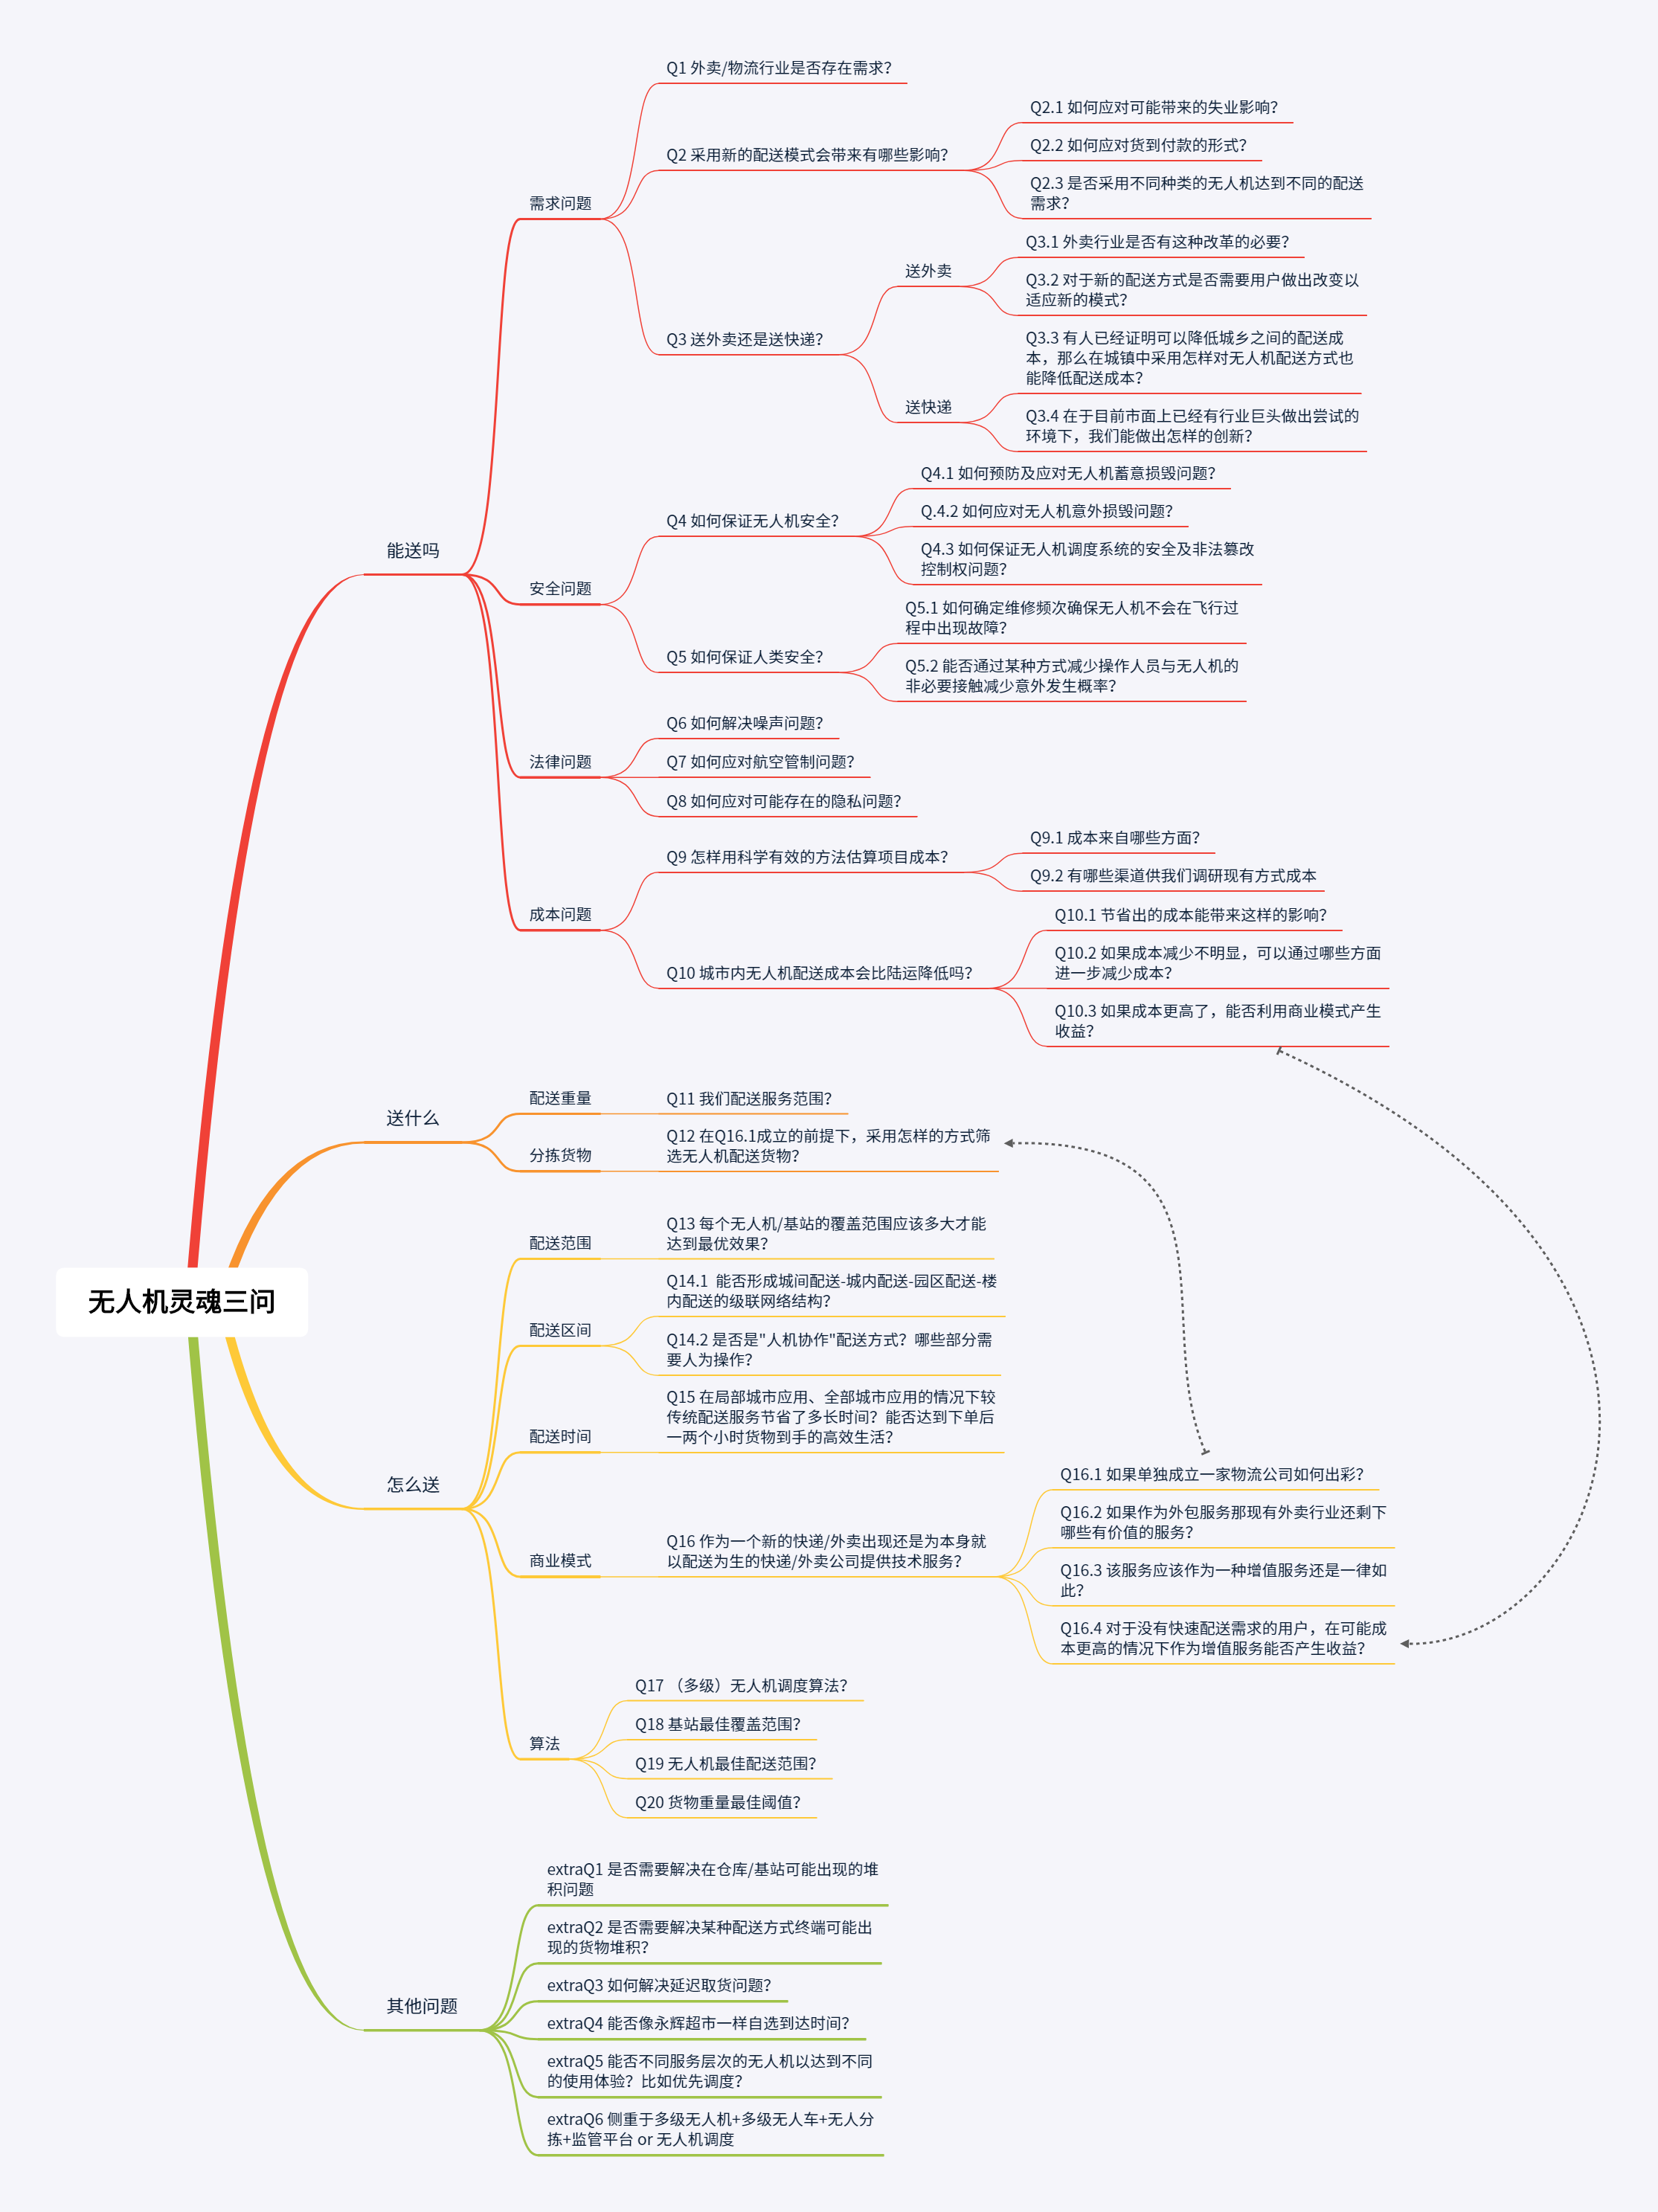 无人机灵魂三问
能送吗
需求问题
Q1 外卖/物流行业是否存在需求？
Q2 采用新的配送模式会带来有哪些影响？
Q2.1 如何应对可能带来的失业影响？
Q2.2 如何应对货到付款的形式？
Q2.3 是否采用不同种类的无人机达到不同的配送
需求？
Q3 送外卖还是送快递？
送外卖
Q3.1 外卖行业是否有这种改革的必要？
Q3.2 对于新的配送方式是否需要用户做出改变以
适应新的模式？
送快递
Q3.3 有人已经证明可以降低城乡之间的配送成
本，那么在城镇中采用怎样对无人机配送方式也
能降低配送成本？
Q3.4 在于目前市面上已经有行业巨头做出尝试的
环境下，我们能做出怎样的创新？
安全问题
Q4 如何保证无人机安全？
Q4.1 如何预防及应对无人机蓄意损毁问题？
Q.4.2 如何应对无人机意外损毁问题？
Q4.3 如何保证无人机调度系统的安全及非法篡改
控制权问题？
Q5 如何保证人类安全？
Q5.1 如何确定维修频次确保无人机不会在飞行过
程中出现故障？
Q5.2 能否通过某种方式减少操作人员与无人机的
非必要接触减少意外发生概率？
法律问题
Q6 如何解决噪声问题？
Q7 如何应对航空管制问题？
Q8 如何应对可能存在的隐私问题？
成本问题
Q9 怎样用科学有效的方法估算项目成本？
Q9.1 成本来自哪些方面？
Q9.2 有哪些渠道供我们调研现有方式成本
Q10 城市内无人机配送成本会比陆运降低吗？
Q10.1 节省出的成本能带来这样的影响？
Q10.2 如果成本减少不明显，可以通过哪些方面
进一步减少成本？
Q10.3 如果成本更高了，能否利用商业模式产生
收益？
送什么
配送重量
Q11 我们配送服务范围？
分拣货物
Q12 在Q16.1成立的前提下，采用怎样的方式筛
选无人机配送货物？
怎么送
配送范围
Q13 每个无人机/基站的覆盖范围应该多大才能
达到最优效果？
配送区间
Q14.1 能否形成城间配送-城内配送-园区配送-楼
内配送的级联网络结构？
Q14.2 是否是"人机协作"配送方式？哪些部分需
要人为操作？
配送时间
Q15 在局部城市应用、全部城市应用的情况下较
传统配送服务节省了多长时间？能否达到下单后
一两个小时货物到手的高效生活？
商业模式
Q16 作为一个新的快递/外卖出现还是为本身就
以配送为生的快递/外卖公司提供技术服务？
Q16.1 如果单独成立一家物流公司如何出彩？
Q16.2 如果作为外包服务那现有外卖行业还剩下
哪些有价值的服务？
Q16.3 该服务应该作为一种增值服务还是一律如
此？
Q16.4 对于没有快速配送需求的用户，在可能成
本更高的情况下作为增值服务能否产生收益？
算法
Q17 （多级）无人机调度算法？
Q18 基站最佳覆盖范围？
Q19 无人机最佳配送范围？
Q20 货物重量最佳阈值？
其他问题
extraQ1 是否需要解决在仓库/基站可能出现的堆
积问题
extraQ2 是否需要解决某种配送方式终端可能出
现的货物堆积？
extraQ3 如何解决延迟取货问题？
extraQ4 能否像永辉超市一样自选到达时间？
extraQ5 能否不同服务层次的无人机以达到不同
的使用体验？比如优先调度？
extraQ6 侧重于多级无人机+多级无人车+无人分
拣+监管平台 or 无人机调度